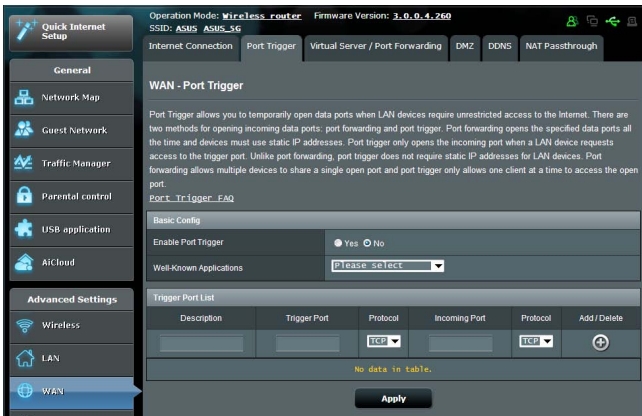 Quick Internet
Setup
Operation Mode: Wireless router Firmware Version: 3.0.0.4.260
SSID: ASUS ASUS_5G
Internet Connection Port Trigger Virtual Server / Port Forwarding DMZ DDNS NAT Passthrough
General
Network Map
Guest Network
Traffic Manager
Parental control
USB application
AiCloud
Advanced Settings
Wireless
LAN
WAN
WAN - Port Trigger
Port Trigger allows you to temporarily open data ports when LAN devices require unrestricted access to the Internet. There are
two methods for opening incoming data ports: port forwarding and port trigger. Port forwarding opens the specified data ports all
the time and devices must use static IP addresses. Port trigger only opens the incoming port when a LAN device requests
access to the trigger port. Unlike port forwarding, port trigger does not require static IP addresses for LAN devices. Port
forwarding allows multiple devices to share a single open port and port trigger only allows one client at a time to access the open
port.
Port Trigger FAQ
Basic Config
Enable Port Trigger Yes No
Well-Known Applications Please select
Trigger Port List
Description Trigger Port Protocol Incoming Port Protocol Add / Delete
TCP TCP
No data in table.
Apply